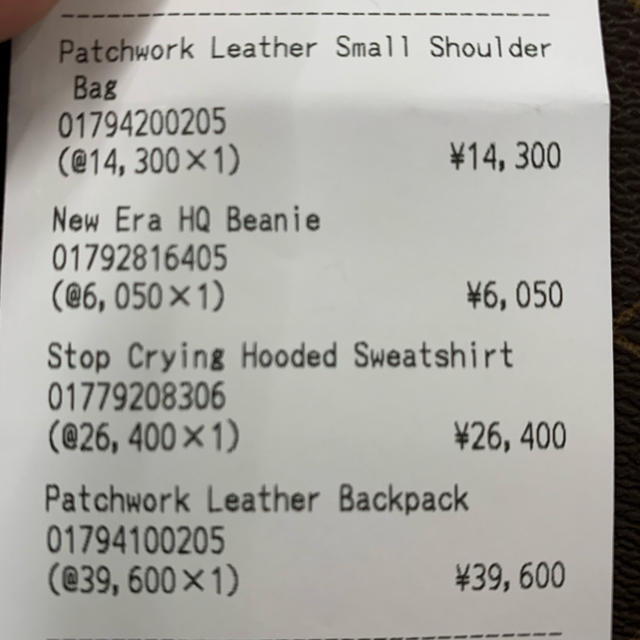 Patchwork Leather Small Shoulder
Bag
01794200205
(@14,300×1) ¥14,300
New Era HQ Beanie
01792816405
(@6,050×1) ¥6,050
Stop Crying Hooded Sweatshirt
01779208306
(@26,400×1) ¥26,400
Patchwork Leather Backpack
01794100205
(@39,600×1) ¥39,600